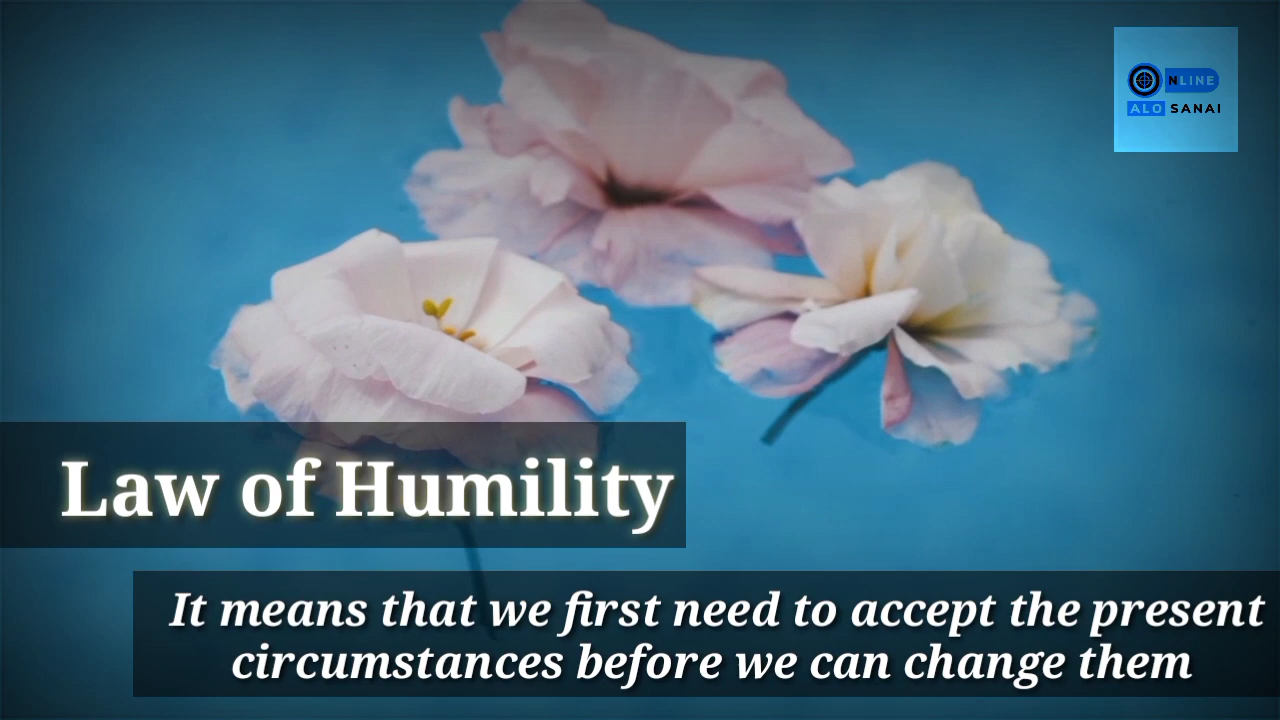 NLINE
ALO SANAI
Law of Humility
It means that we first need to accept the present
circumstances before we can change them